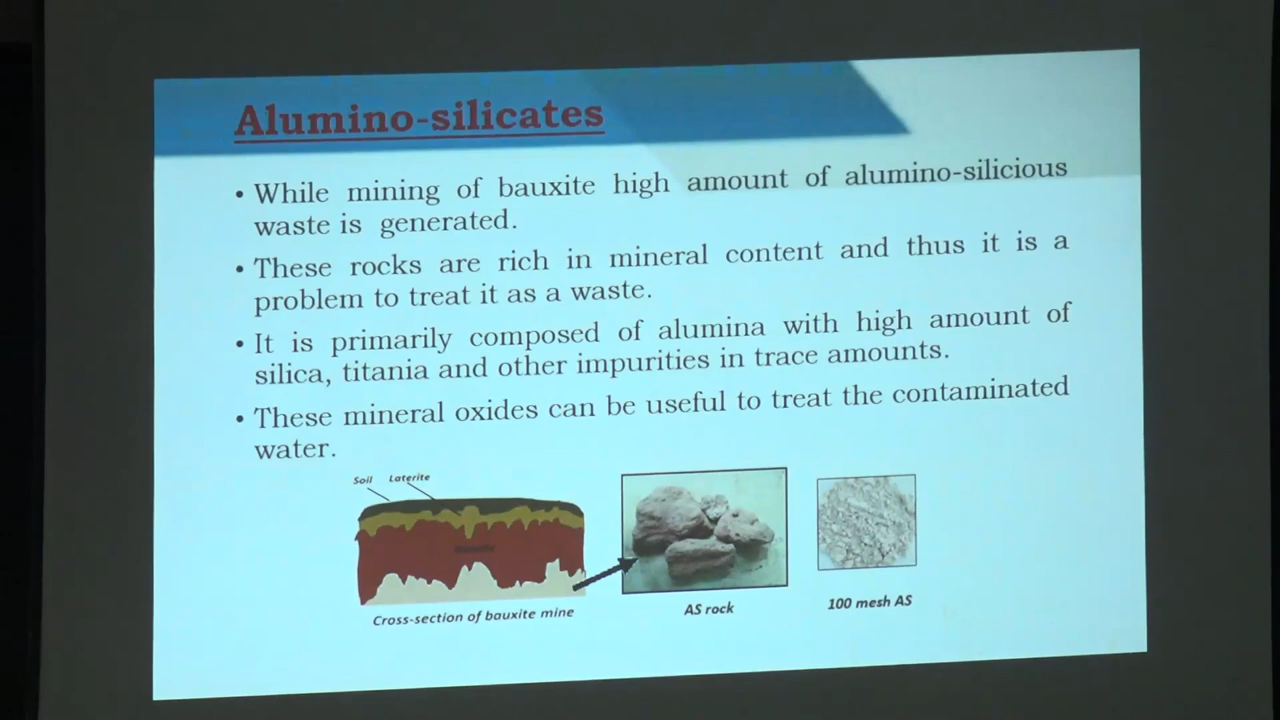 Alumino-silicates
• While mining of bauxite high amount of alumino-silicious
waste is generated.
• These rocks are rich in mineral content and thus it is a
problem to treat it as a waste.
• It is primarily composed of alumina with high amount of
silica, titania and other impurities in trace amounts.
• These mineral oxides can be useful to treat the contaminated
water.
Soil Laterite
Cross-section of bauxite mine
AS rock
100 mesh AS